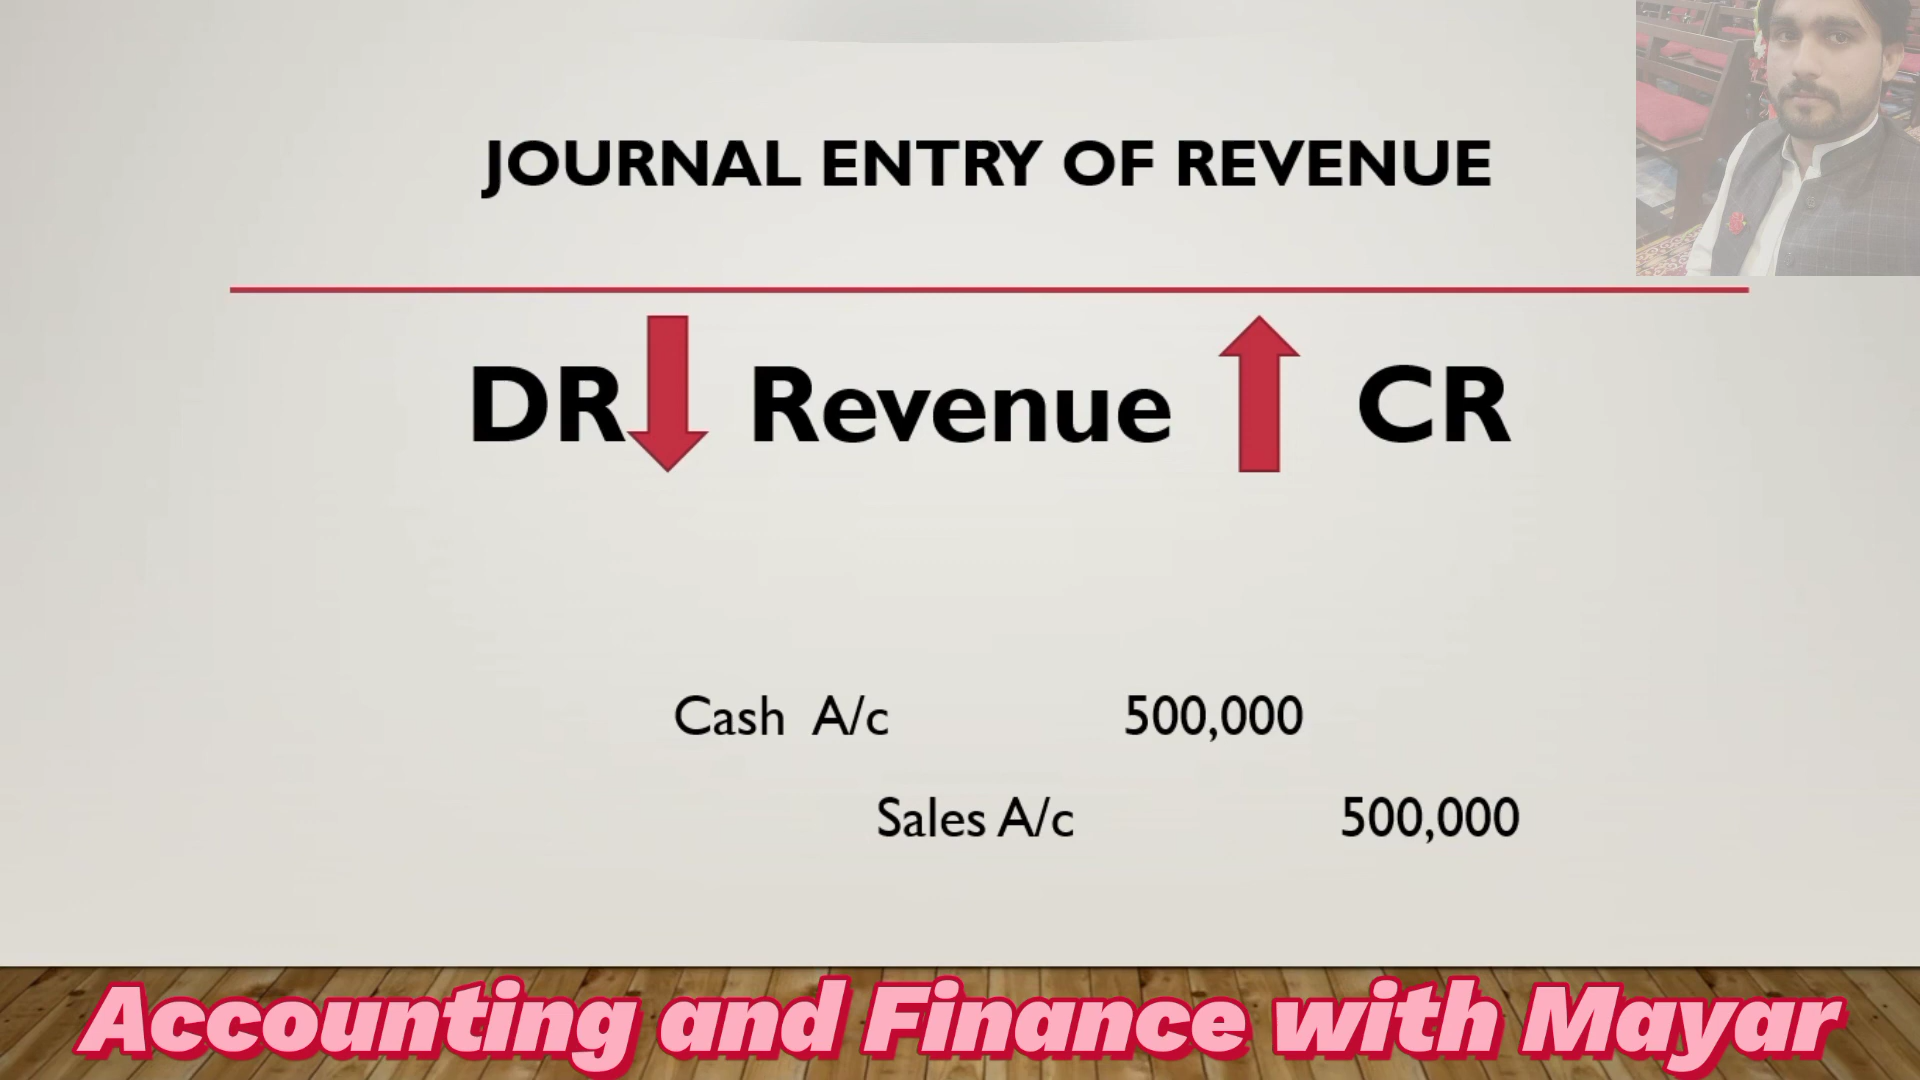 JOURNAL ENTRY OF REVENUE
DR Revenue CR
Cash A/c 500,000
Sales A/c 500,000
Accounting and Finance with Mayar